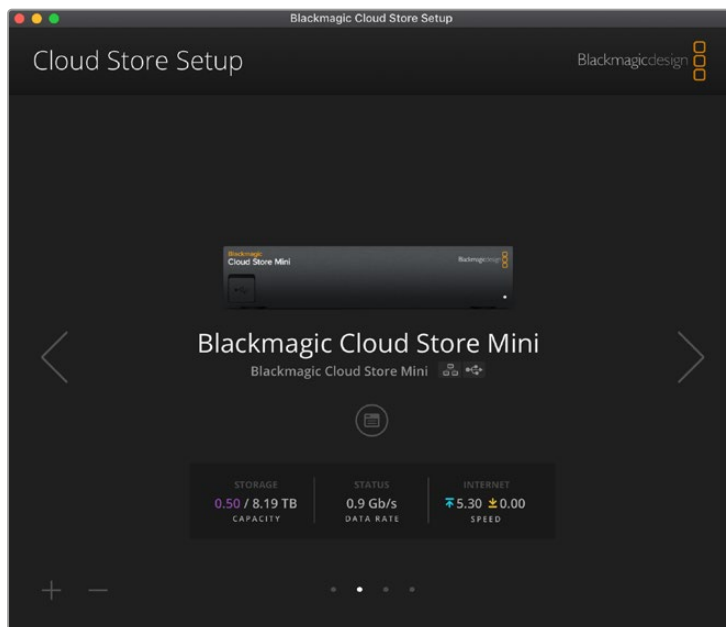 Blackmagic Cloud Store Setup
Cloud Store Setup
Blackmagicdesign
Blackmagic
Cloud Store Mini
Blackmagicdesign
Blackmagic Cloud Store Mini
Blackmagic Cloud Store Mini
STORAGE STATUS INTERNET
0.50 / 8.19 TB 0.9 Gb/s 5.30 0.00
CAPACITY DATA RATE SPEED